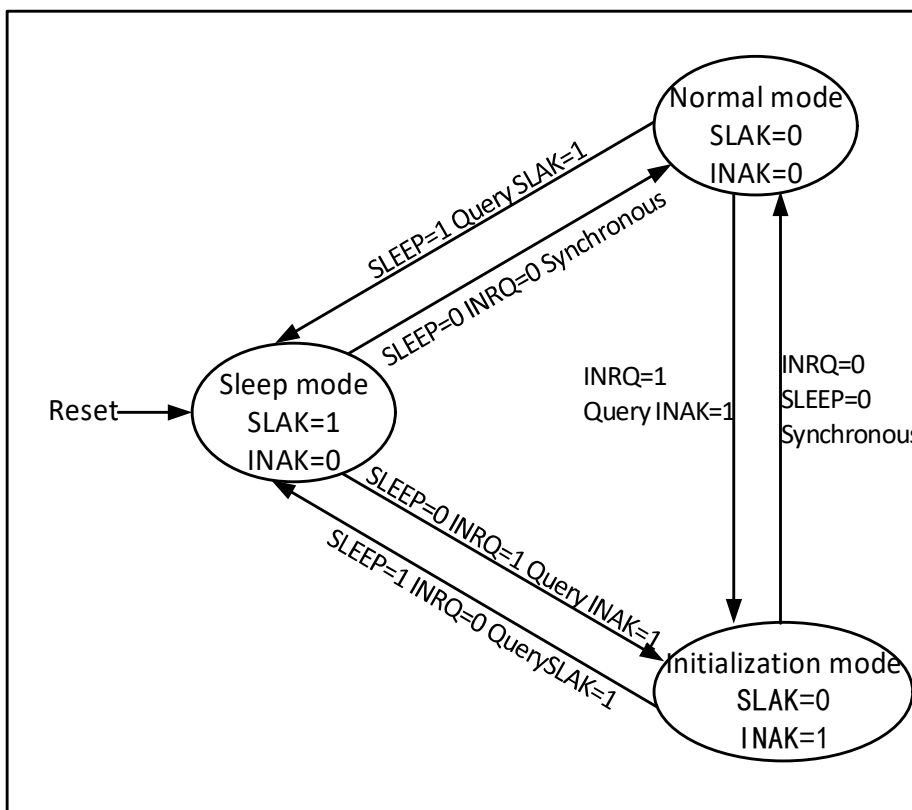 Normal mode
SLAK=0
INAK=0
SLEEP=1 Query SLAK=1
SLEEP=0 INRQ=0 Synchronous
INRQ=1
Query INAK=1
INRQ=0
SLEEP=0
Synchronous
Reset
Sleep mode
SLAK=1
INAK=0
SLEEP=0 INRQ=1 Query INAK=1
SLEEP=1 INRQ=0 QuerySLAK=1
Initialization mode
SLAK=0
INAK=1